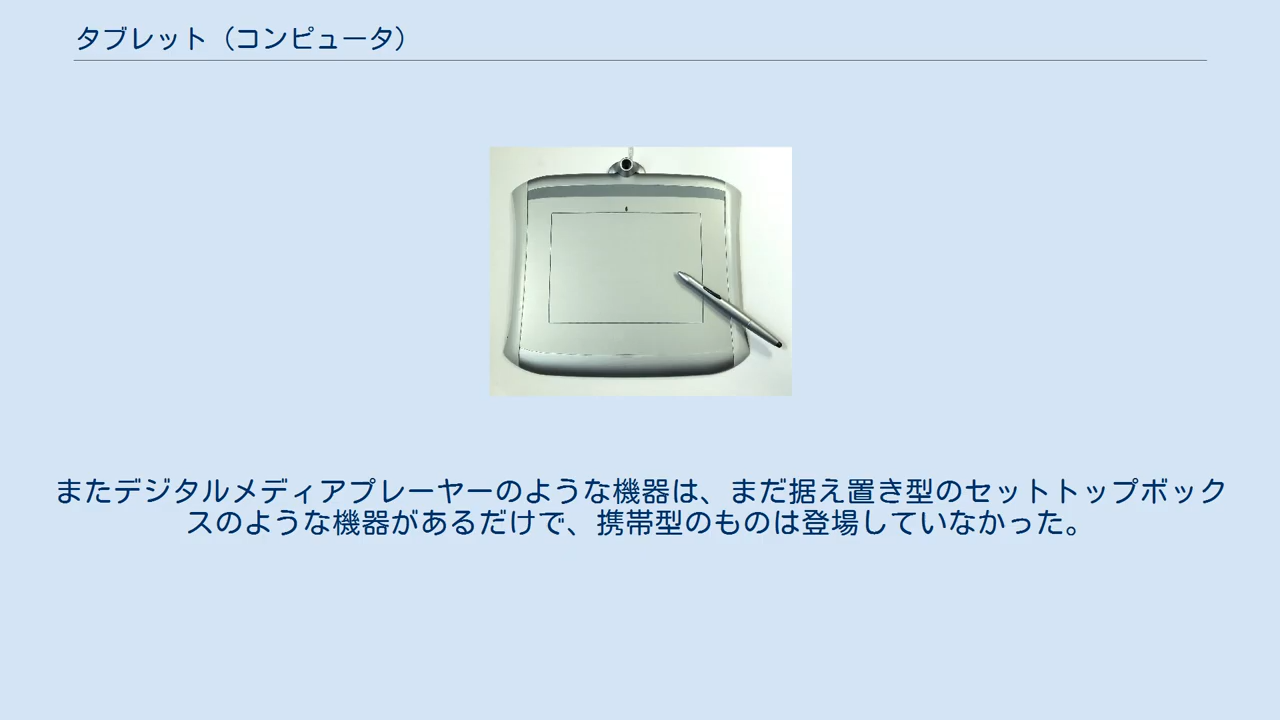 タブレット（コンピュータ）
またデジタルメディアプレーヤーのような機器は、まだ据え置き型のセットトップボック
スのような機器があるだけで、携帯型のものは登場していなかった。